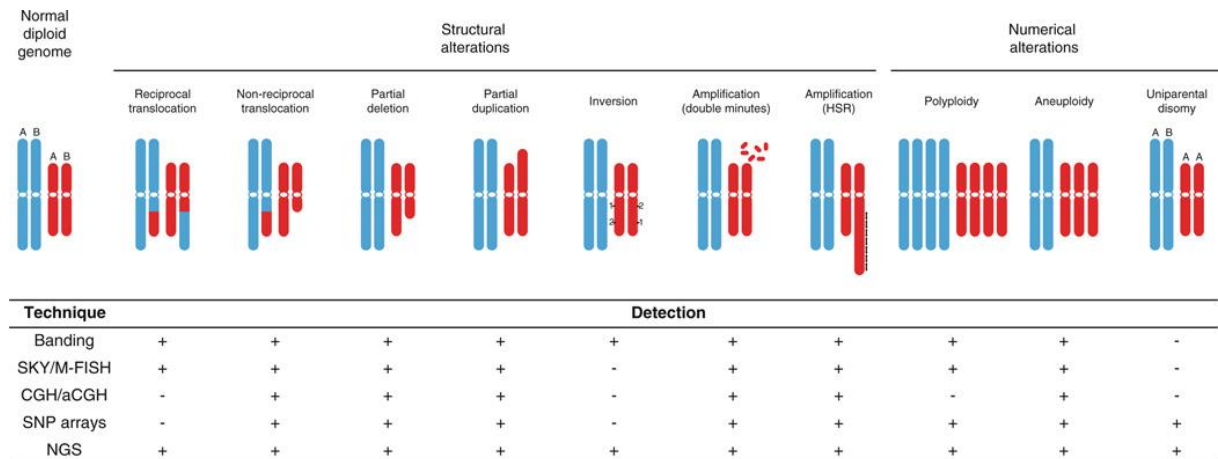 Normal
diploid
genome
Structural
alterations
Numerical
alterations
Reciprocal
translocation
Non-reciprocal
translocation
Partial
deletion
Partial
duplication
Inversion
Amplification
(double minutes)
Amplification
(HSR)
Polyploidy
Aneuploidy
Uniparental
disomy
A B
A B
1 2
2 1
A B
A A
Technique Detection
Banding + + + + + + + + + -
SKY/M-FISH + + + + - + + + + -
CGH/aCGH - + + + - + + - + -
SNP arrays - + + + - + + + + +
NGS + + + + + + + + + +